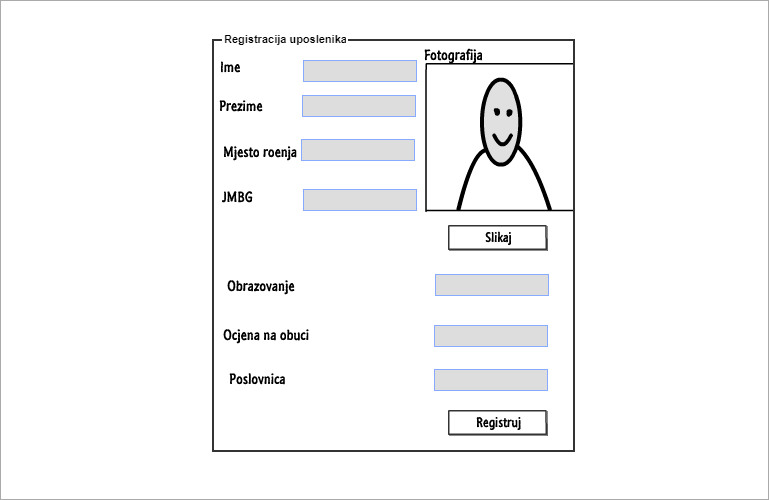 Registracija uposlenika
Fotografija
Ime
Prezime
Mjesto roenja
JMBG
Slikaj
Obrazovanje
Ocjena na obuci
Poslovnica
Registruj